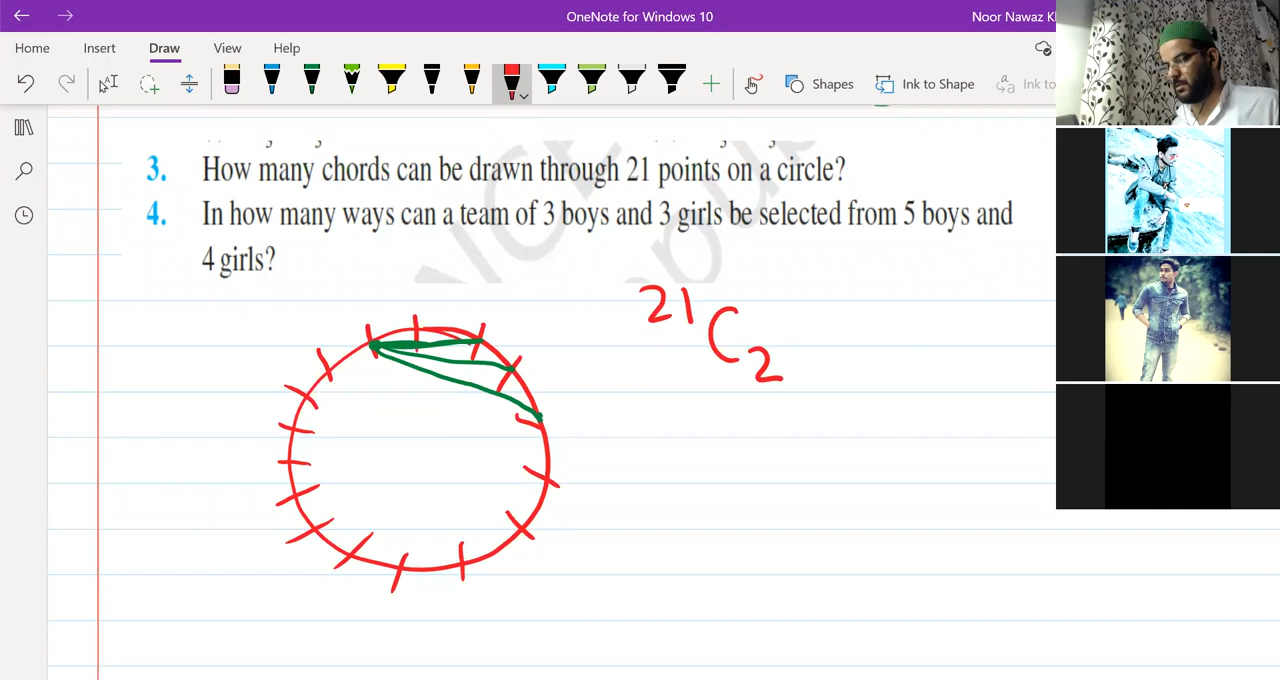 OneNote for Windows 10
Noor Nawaz Kh
Home Insert Draw View Help
Shapes Ink to Shape Ink to
3. How many chords can be drawn through 21 points on a circle?
4. In how many ways can a team of 3 boys and 3 girls be selected from 5 boys and
4 girls?
21C2